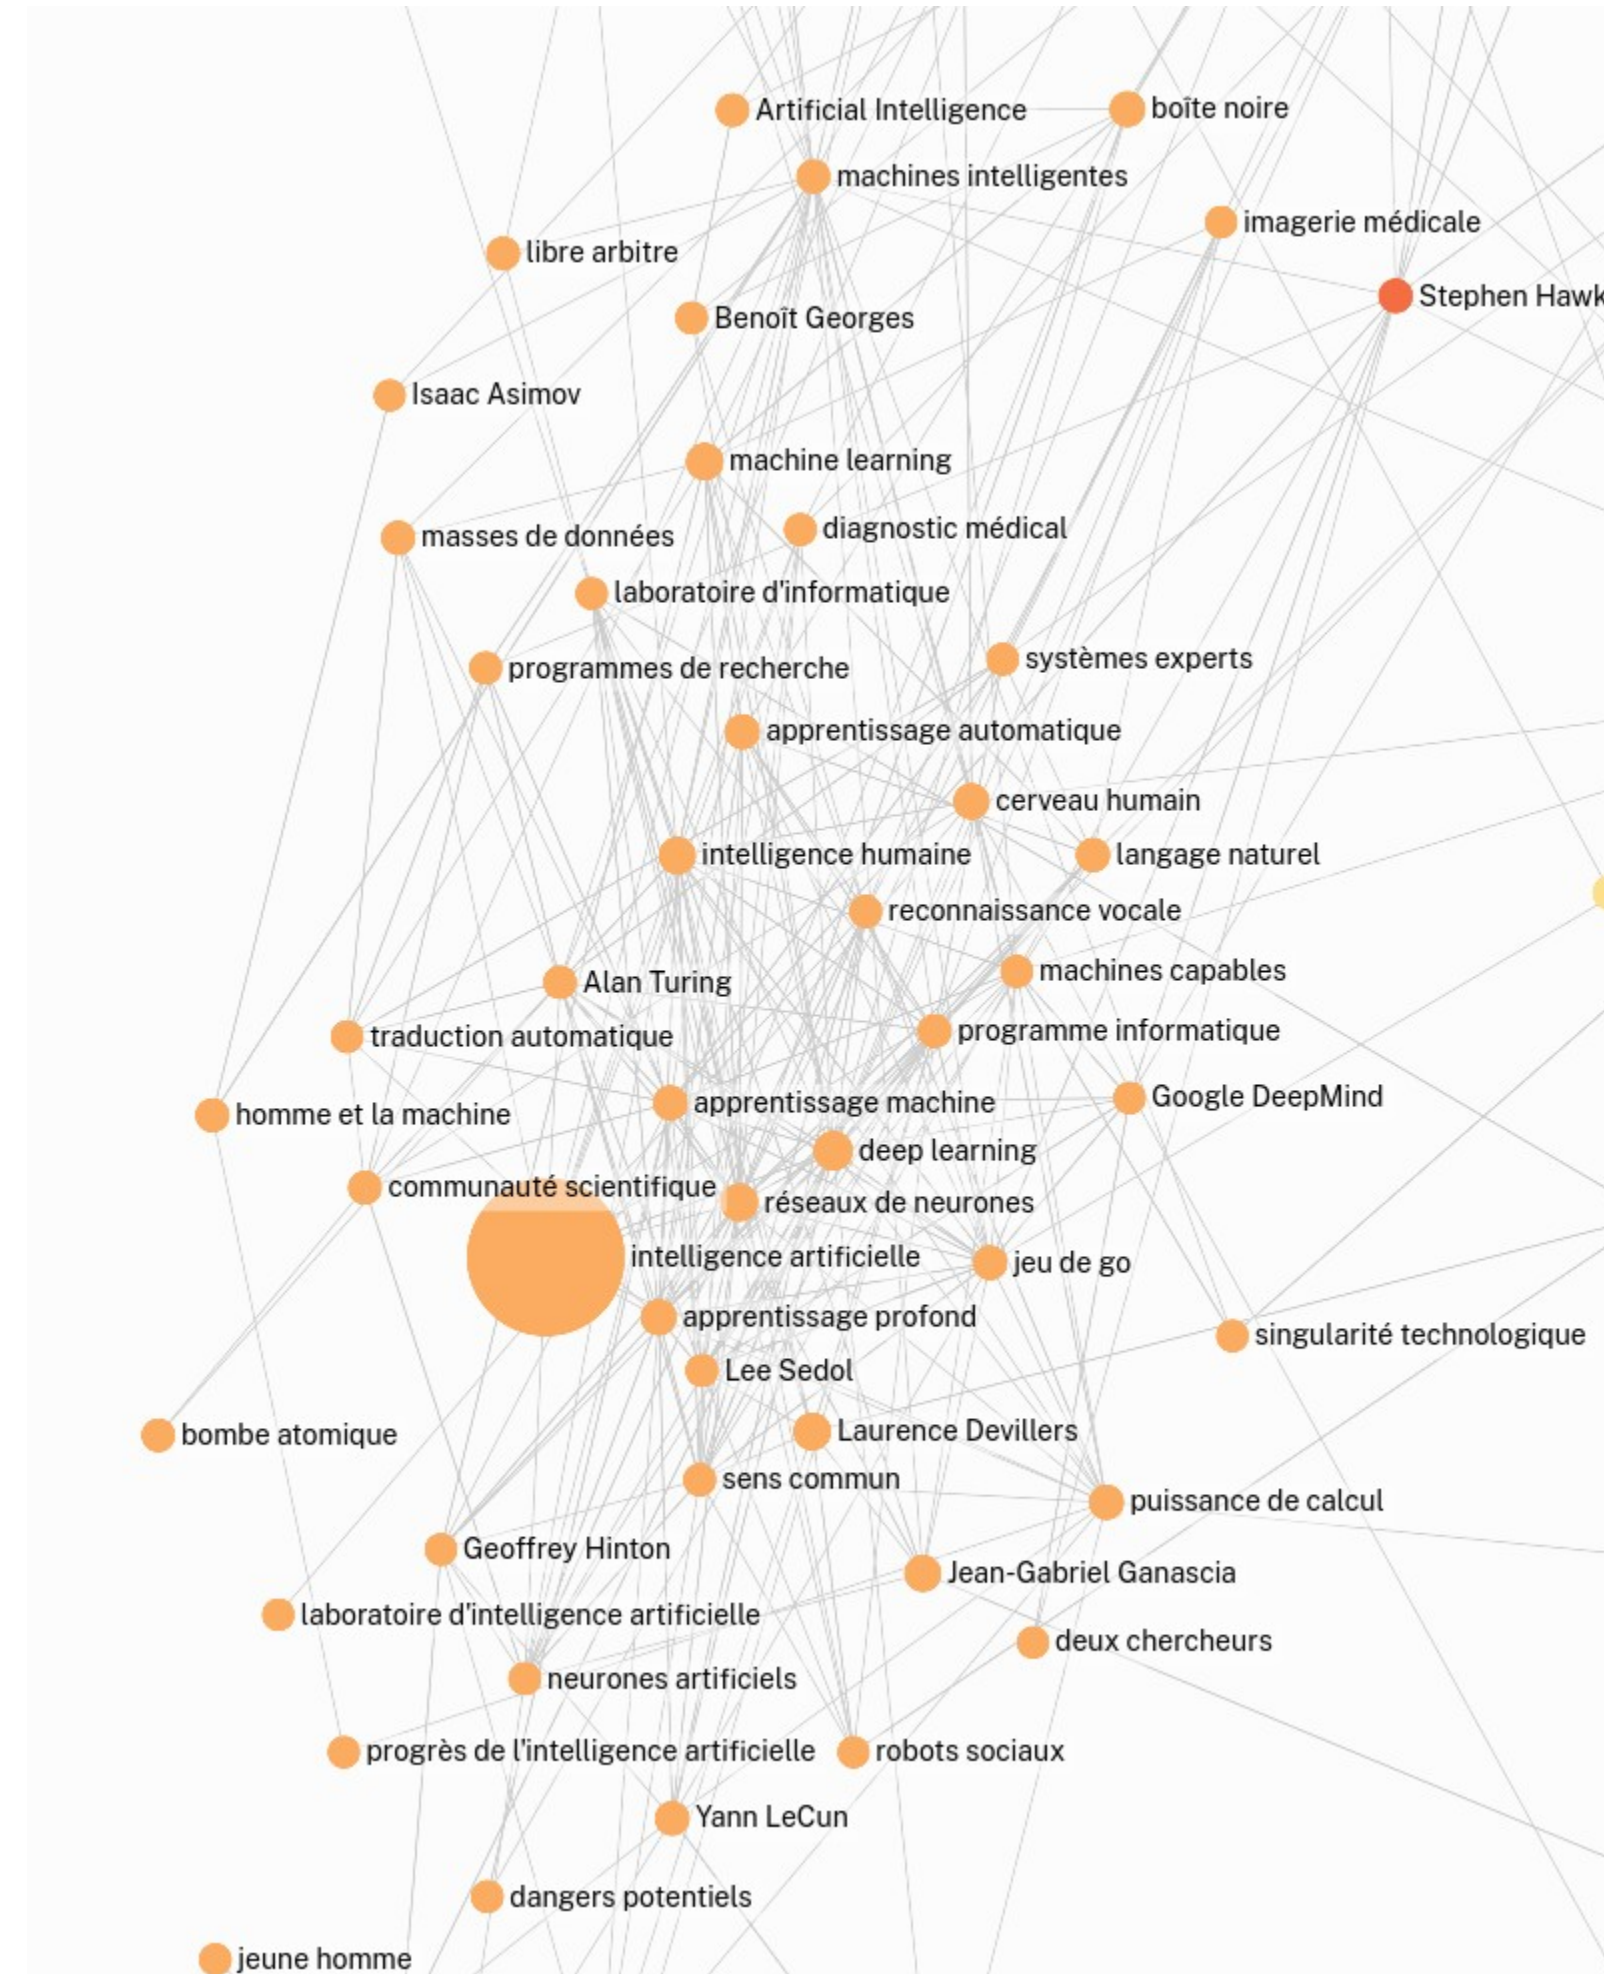 Artificial Intelligence
boîte noire
machines intelligentes
imagerie médicale
libre arbitre
Stephen Hawk
Benoît Georges
Isaac Asimov
machine learning
diagnostic médical
masses de données
laboratoire d'informatique
systèmes experts
programmes de recherche
apprentissage automatique
cerveau humain
intelligence humaine
langage naturel
reconnaissance vocale
machines capables
Alan Turing
programme informatique
traduction automatique
Google DeepMind
apprentissage machine
homme et la machine
deep learning
communauté scientifique
réseaux de neurones
intelligence artificielle
jeu de go
apprentissage profond
singularité technologique
Lee Sedol
Laurence Devillers
bombe atomique
sens commun
puissance de calcul
Geoffrey Hinton
Jean-Gabriel Ganascia
laboratoire d'intelligence artificielle
deux chercheurs
neurones artificiels
progrès de l'intelligence artificielle
robots sociaux
Yann LeCun
dangers potentiels
jeune homme